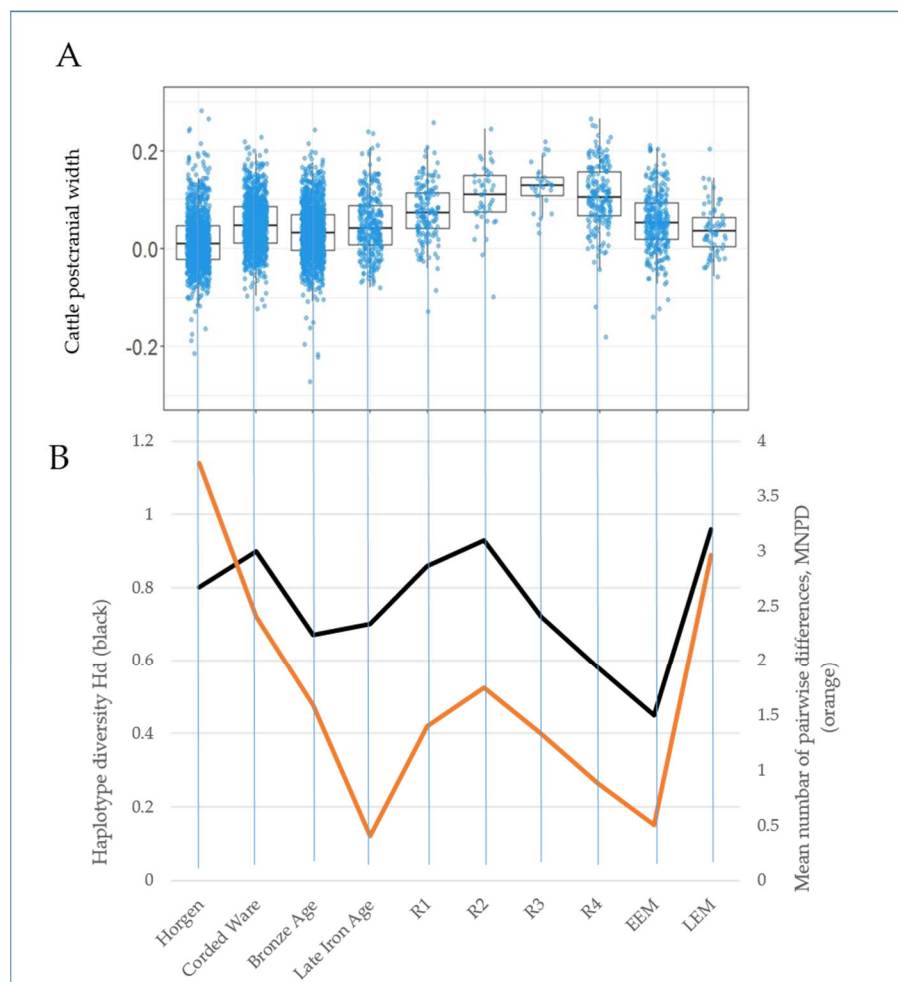 A
Cattle postcranial width
0.2
0.0
-0.2
B
Haplotype diversity Hd (black)
1.2
1
0.8
0.6
0.4
0.2
0
4
3.5
3
2.5
2
1.5
1
0.5
0
Mean numbar of pairwise differences, MNPD
(orange)
Horgen
Corded Ware
Bronze Age
Late Iron Age
R1
R2
R3
R4
EEM
LEM